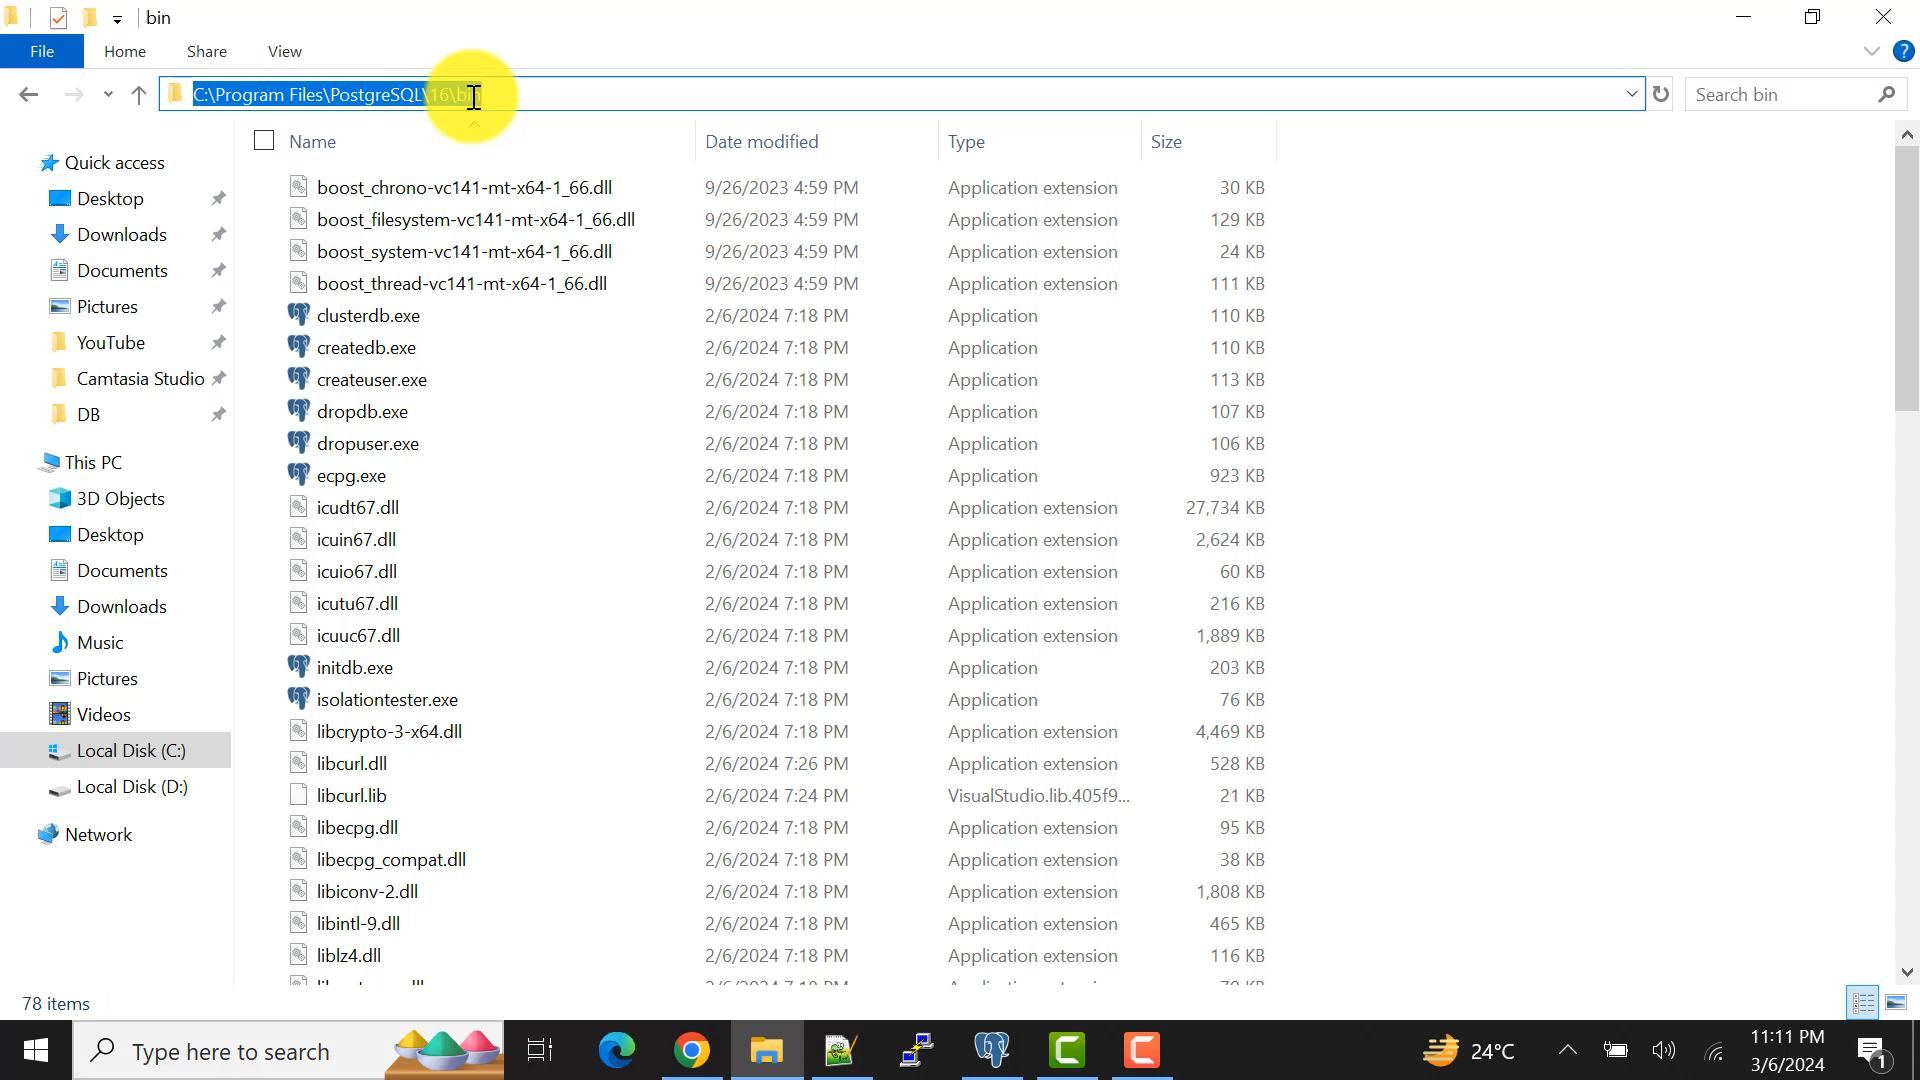 bin
File Home Share View
?
C:\Program Files\PostgreSQL\16\bin
Search bin
Name Date modified Type Size
Quick access
Desktop
Downloads
Documents
Pictures
YouTube
Camtasia Studio
DB
This PC
3D Objects
Desktop
Documents
Downloads
Music
Pictures
Videos
Local Disk (C:)
Local Disk (D:)
Network
boost_chrono-vc141-mt-x64-1_66.dll 9/26/2023 4:59 PM Application extension 30 KB
boost_filesystem-vc141-mt-x64-1_66.dll 9/26/2023 4:59 PM Application extension 129 KB
boost_system-vc141-mt-x64-1_66.dll 9/26/2023 4:59 PM Application extension 24 KB
boost_thread-vc141-mt-x64-1_66.dll 9/26/2023 4:59 PM Application extension 111 KB
clusterdb.exe 2/6/2024 7:18 PM Application 110 KB
createdb.exe 2/6/2024 7:18 PM Application 110 KB
createuser.exe 2/6/2024 7:18 PM Application 113 KB
dropdb.exe 2/6/2024 7:18 PM Application 107 KB
dropuser.exe 2/6/2024 7:18 PM Application 106 KB
ecpg.exe 2/6/2024 7:18 PM Application 923 KB
icudt67.dll 2/6/2024 7:18 PM Application extension 27,734 KB
icuin67.dll 2/6/2024 7:18 PM Application extension 2,624 KB
icuio67.dll 2/6/2024 7:18 PM Application extension 60 KB
icutu67.dll 2/6/2024 7:18 PM Application extension 216 KB
icuuc67.dll 2/6/2024 7:18 PM Application extension 1,889 KB
initdb.exe 2/6/2024 7:18 PM Application 203 KB
isolationtester.exe 2/6/2024 7:18 PM Application 76 KB
libcrypto-3-x64.dll 2/6/2024 7:18 PM Application extension 4,469 KB
libcurl.dll 2/6/2024 7:26 PM Application extension 528 KB
libcurl.lib 2/6/2024 7:24 PM VisualStudio.lib.405f9... 21 KB
libecpg.dll 2/6/2024 7:18 PM Application extension 95 KB
libecpg_compat.dll 2/6/2024 7:18 PM Application extension 38 KB
libiconv-2.dll 2/6/2024 7:18 PM Application extension 1,808 KB
libintl-9.dll 2/6/2024 7:18 PM Application extension 465 KB
liblz4.dll 2/6/2024 7:18 PM Application extension 116 KB
78 items
Type here to search
24°C
11:11 PM
3/6/2024
1